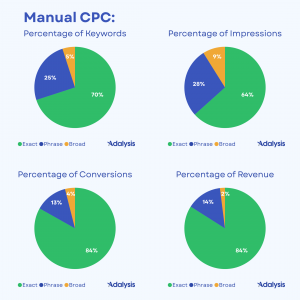 Manual CPC:
Percentage of Keywords
Percentage of Impressions
25%
70%
9%
28%
64%
Exact Phrase Broad
Adalysis
Exact Phrase Broad
Adalysis
Percentage of Conversions
Percentage of Revenue
13%
84%
14%
84%
Exact Phrase Broad
Adalysis
Exact Phrase Broad
Adalysis